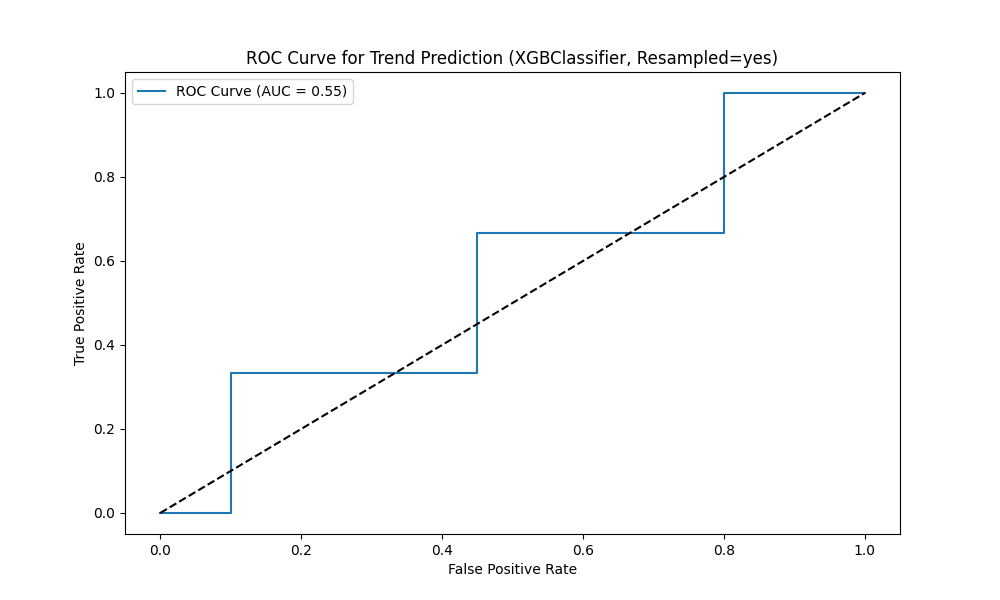 ROC Curve for Trend Prediction (XGBClassifier, Resampled=yes)
ROC Curve (AUC = 0.55)
1.0
0.8
0.6
0.4
0.2
0.0
True Positive Rate
0.0 0.2 0.4 0.6 0.8 1.0
False Positive Rate